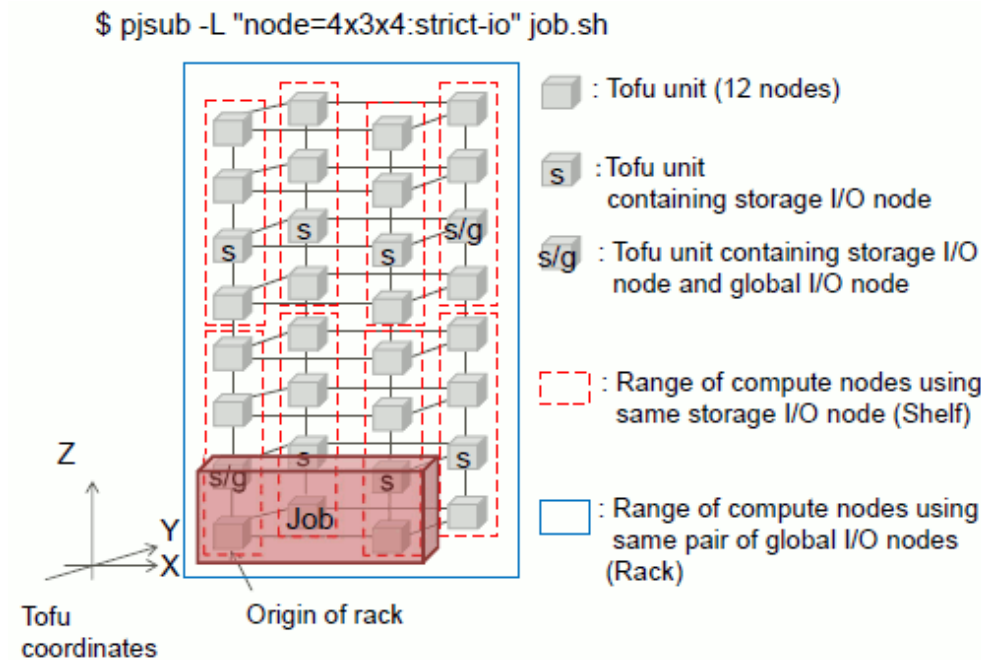 $ pjsub -L "node=4x3x4:strict-io" job.sh
: Tofu unit (12 nodes)
s
: Tofu unit
containing storage I/O node
s/g
: Tofu unit containing storage I/O
node and global I/O node
: Range of compute nodes using
same storage I/O node (Shelf)
: Range of compute nodes using
same pair of global I/O nodes
(Rack)
s
s
s
s/g
s/g
s
s
s
Job
Z
Y
X
Tofu
coordinates
Origin of rack